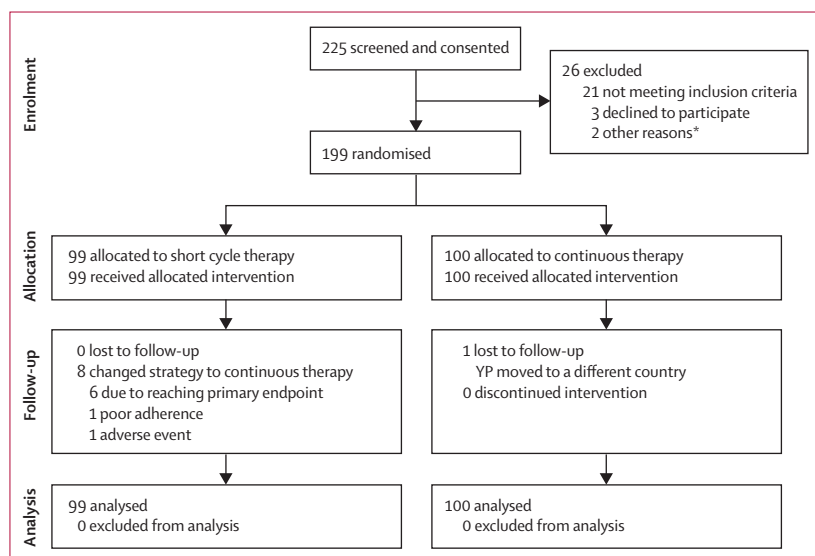 Enrolment
225 screened and consented
26 excluded
21 not meeting inclusion criteria
3 declined to participate
2 other reasons*
199 randomised
Allocation
99 allocated to short cycle therapy
99 received allocated intervention
100 allocated to continuous therapy
100 received allocated intervention
Follow-up
0 lost to follow-up
8 changed strategy to continuous therapy
6 due to reaching primary endpoint
1 poor adherence
1 adverse event
1 lost to follow-up
YP moved to a different country
0 discontinued intervention
Analysis
99 analysed
0 excluded from analysis
100 analysed
0 excluded from analysis